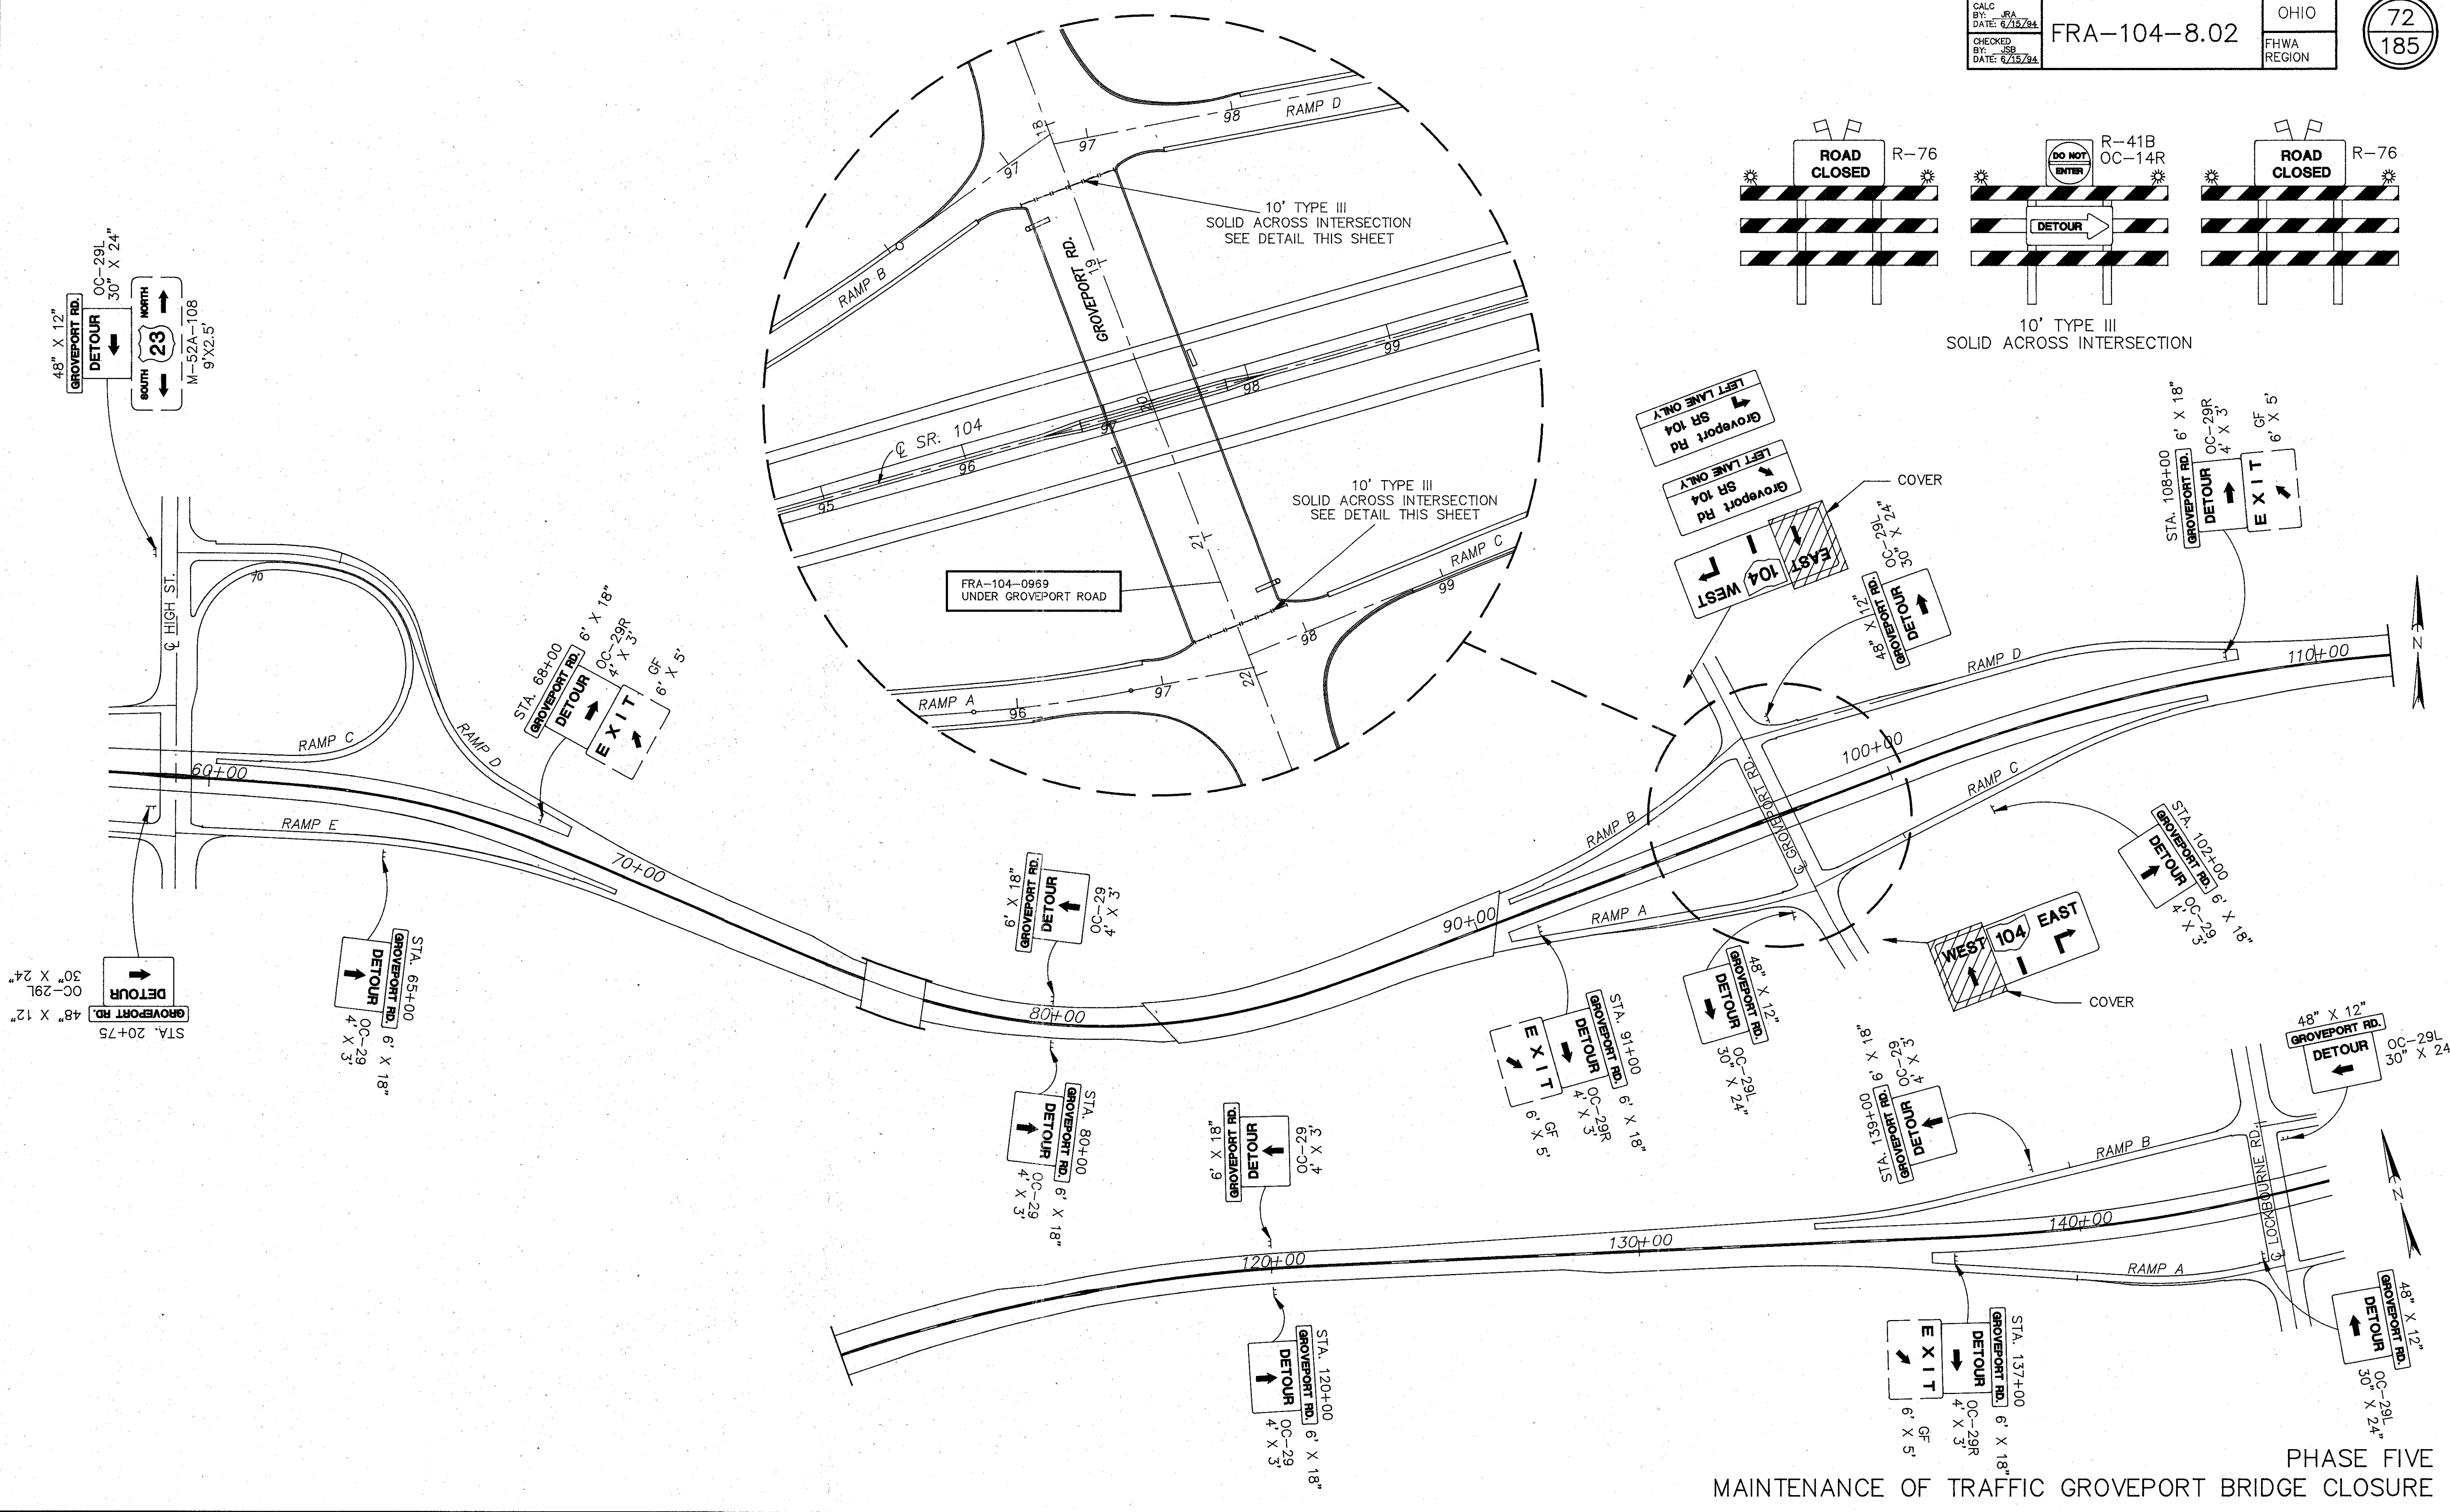 CALC
BY: JRA
DATE: 6/15/94
CHECKED
BY: JSB
DATE: 6/15/94
FRA-104-8.02
OHIO
FHWA
REGION
72
185
ROAD
CLOSED
R-76
DO NOT
ENTER
R-41B
OC-14R
DETOUR
ROAD
CLOSED
R-76
10' TYPE III
SOLID ACROSS INTERSECTION
18
97
98
RAMP D
97
RAMP B
10' TYPE III
SOLID ACROSS INTERSECTION
SEE DETAIL THIS SHEET
GROVEPORT RD.
19
99
98
20
97
℄ SR. 104
96
95
10' TYPE III
SOLID ACROSS INTERSECTION
SEE DETAIL THIS SHEET
21
RAMP C
99
98
FRA-104-0969
UNDER GROVEPORT ROAD
22
RAMP A
96
97
48" X 12"
GROVEPORT RD.
DETOUR
OC-29L
30" X 24"
SOUTH 23 NORTH
M-52A-108
9'X2.5'
℄ HIGH ST.
70
RAMP C
RAMP D
60+00
RAMP E
70+00
STA. 68+00
GROVEPORT RD. 6' X 18"
DETOUR
OC-29R
4' X 3'
EXIT
GF
6' X 5'
STA. 20+75
GROVEPORT RD. 48" X 12"
DETOUR
OC-29L
30" X 24"
STA. 65+00
GROVEPORT RD. 6' X 18"
DETOUR
OC-29
4' X 3'
6' X 18"
GROVEPORT RD.
DETOUR
OC-29
4' X 3'
80+00
STA. 80+00
GROVEPORT RD. 6' X 18"
DETOUR
OC-29
4' X 3'
Groveport Rd
SR 104
LEFT LANE ONLY
Groveport Rd
SR 104
LEFT LANE ONLY
WEST 104 EAST
COVER
48" X 12"
GROVEPORT RD.
DETOUR
OC-29L
30" X 24"
STA. 108+00
GROVEPORT RD. 6' X 18"
DETOUR
OC-29R
4' X 3'
EXIT
GF
6' X 5'
N
110+00
RAMP D
100+00
RAMP C
℄ GROVEPORT RD.
RAMP B
90+00
RAMP A
STA. 102+00
GROVEPORT RD. 6' X 18"
DETOUR
OC-29
4' X 3'
WEST 104 EAST
COVER
48" X 12"
GROVEPORT RD.
DETOUR
OC-29L
30" X 24"
STA. 91+00
GROVEPORT RD. 6' X 18"
DETOUR
OC-29R
4' X 3'
EXIT
GF
6' X 5'
STA. 139+00
GROVEPORT RD. 6' X 18"
DETOUR
OC-29
4' X 3'
48" X 12"
GROVEPORT RD.
DETOUR
OC-29L
30" X 24
RAMP B
℄ LOCKBOURNE RD.
N
140+00
RAMP A
130+00
120+00
6' X 18"
GROVEPORT RD.
DETOUR
OC-29
4' X 3'
STA. 120+00
GROVEPORT RD. 6' X 18"
DETOUR
OC-29
4' X 3'
STA. 137+00
GROVEPORT RD. 6' X 18"
DETOUR
OC-29R
4' X 3'
EXIT
GF
6' X 5'
48" X 12"
GROVEPORT RD.
DETOUR
OC-29L
30" X 24"
PHASE FIVE
MAINTENANCE OF TRAFFIC GROVEPORT BRIDGE CLOSURE